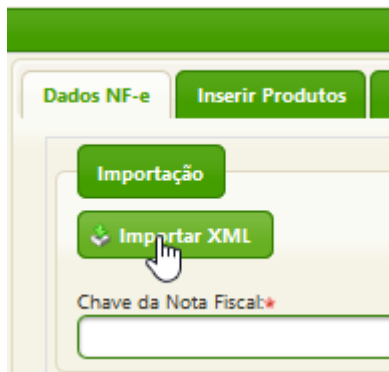 Dados NF-e Inserir Produtos
Importação
Importar XML
Chave da Nota Fiscal:*